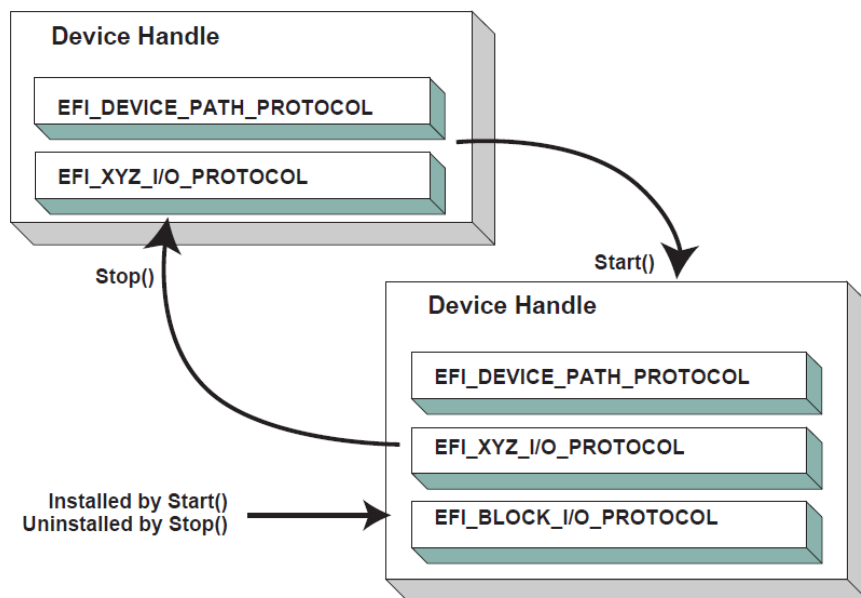 Device Handle
EFI_DEVICE_PATH_PROTOCOL
EFI_XYZ_I/O_PROTOCOL
Stop()
Start()
Device Handle
EFI_DEVICE_PATH_PROTOCOL
EFI_XYZ_I/O_PROTOCOL
Installed by Start()
Uninstalled by Stop()
EFI_BLOCK_I/O_PROTOCOL